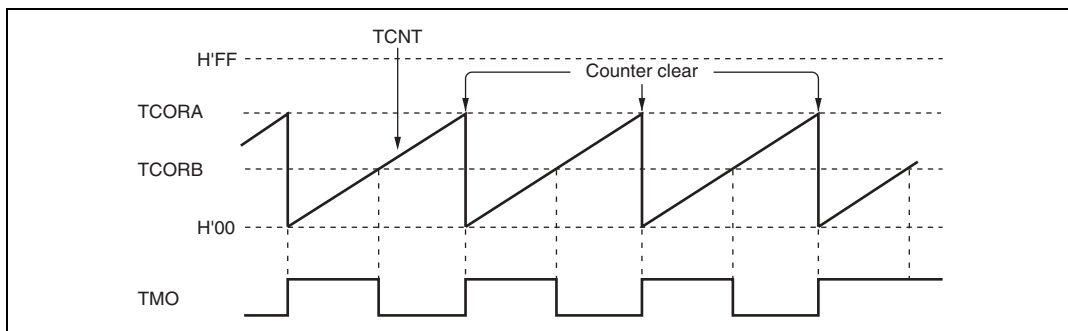 TCNT
H'FF
Counter clear
TCORA
TCORB
H'00
TMO